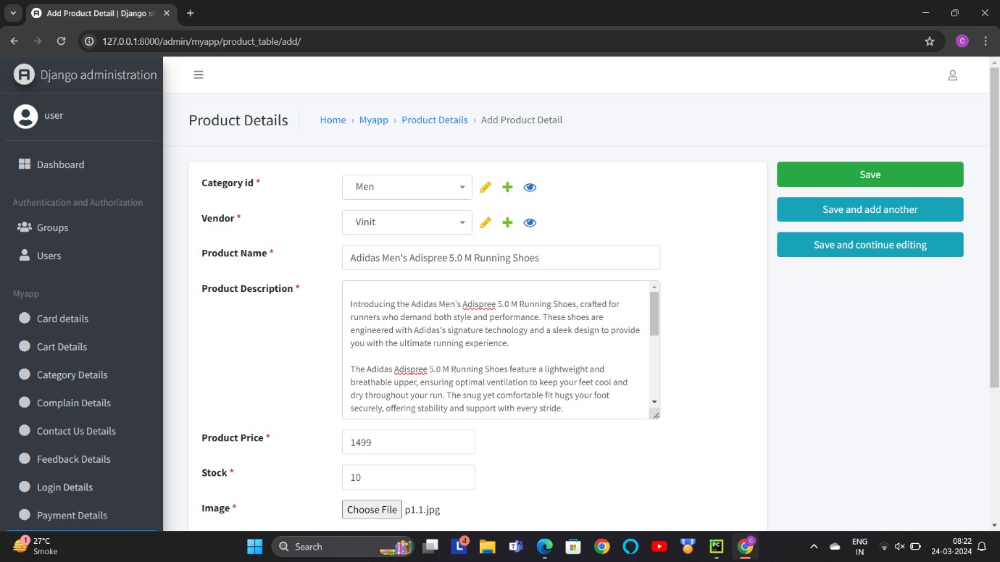 Add Product Detail | Django si
127.0.0.1:8000/admin/myapp/product_table/add/
C
Django administration
user
Dashboard
Authentication and Authorization
Groups
Users
Myapp
Card details
Cart Details
Category Details
Complain Details
Contact Us Details
Feedback Details
Login Details
Payment Details
Product Details
Home › Myapp › Product Details › Add Product Detail
Category id *
Men
Vendor *
Vinit
Product Name *
Adidas Men's Adispree 5.0 M Running Shoes
Product Description *
Introducing the Adidas Men's Adispree 5.0 M Running Shoes, crafted for
runners who demand both style and performance. These shoes are
engineered with Adidas's signature technology and a sleek design to provide
you with the ultimate running experience.
The Adidas Adispree 5.0 M Running Shoes feature a lightweight and
breathable upper, ensuring optimal ventilation to keep your feet cool and
dry throughout your run. The snug yet comfortable fit hugs your foot
securely, offering stability and support with every stride.
Product Price *
1499
Stock *
10
Image *
Choose File p1.1.jpg
Save
Save and add another
Save and continue editing
1
27°C
Smoke
Search
L
4
PC
C
ENG
IN
08:22
24-03-2024